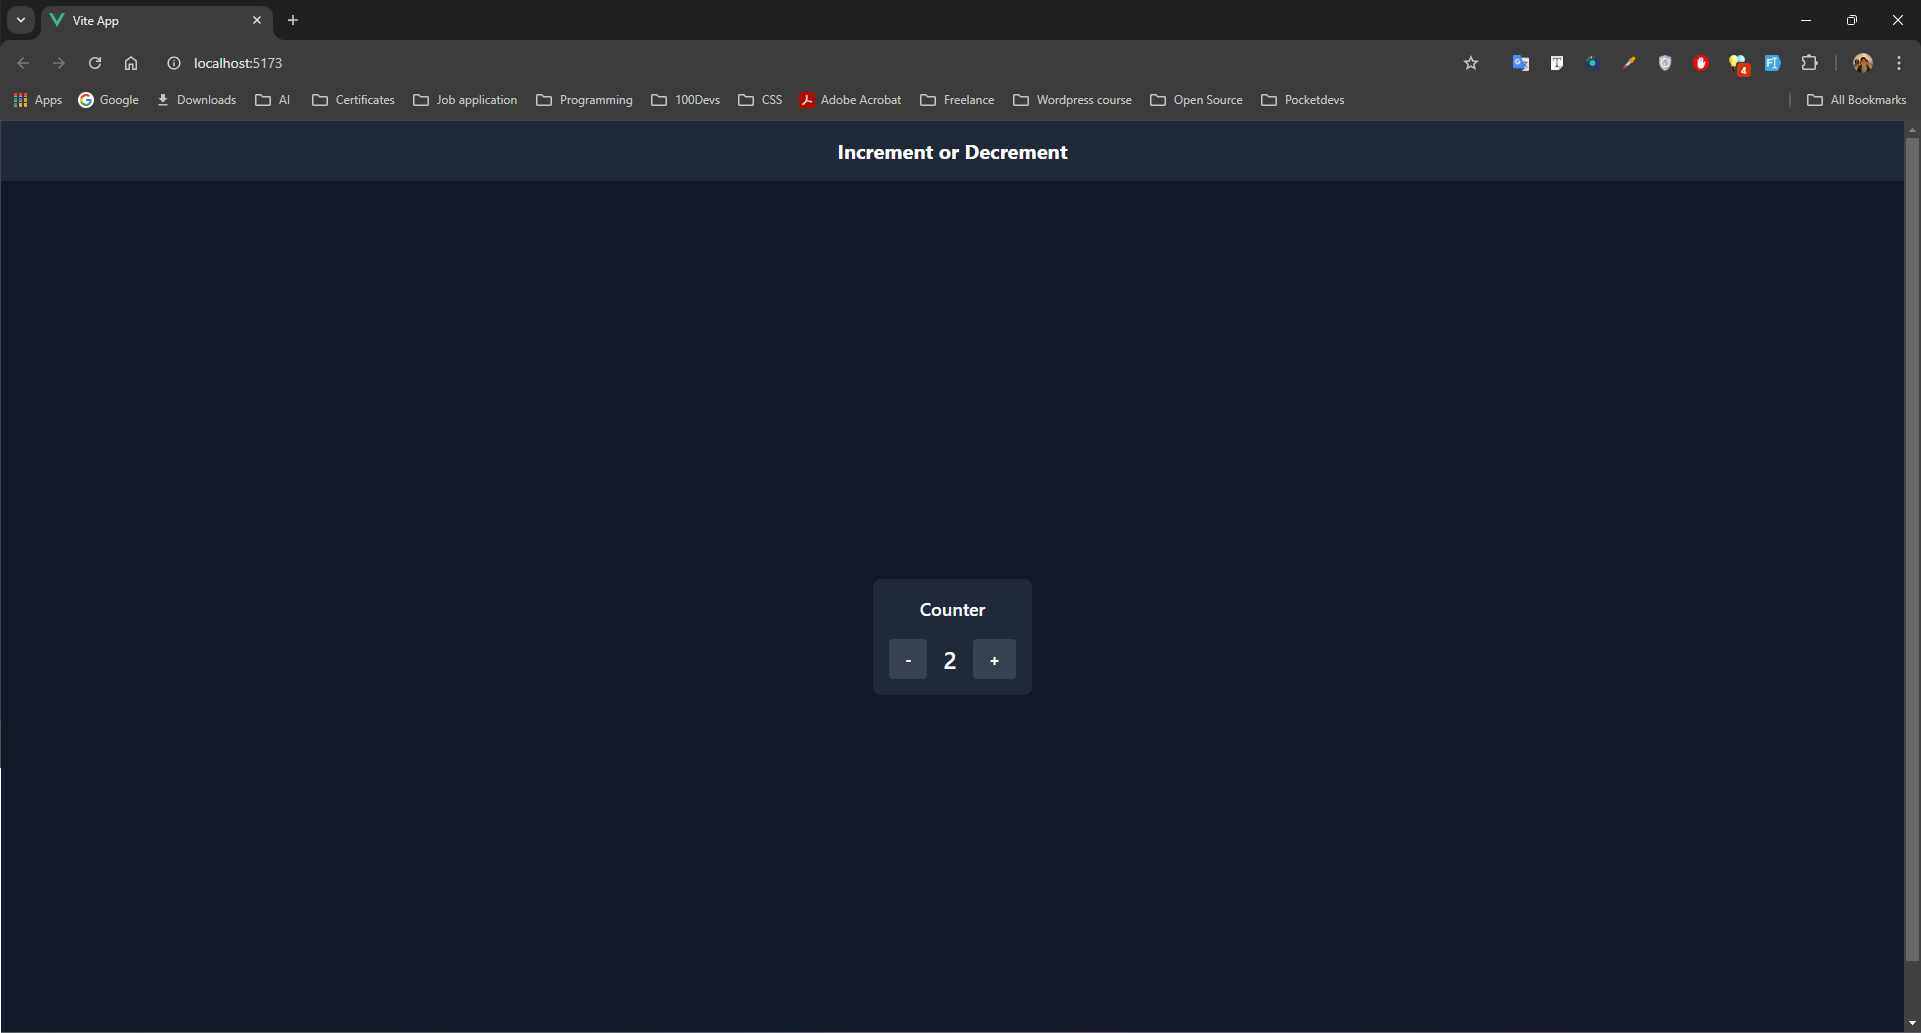 Vite App
localhost:5173
4
Apps Google Downloads AI Certificates Job application Programming 100Devs CSS Adobe Acrobat Freelance Wordpress course Open Source Pocketdevs All Bookmarks
Increment or Decrement
Counter
- 2 +